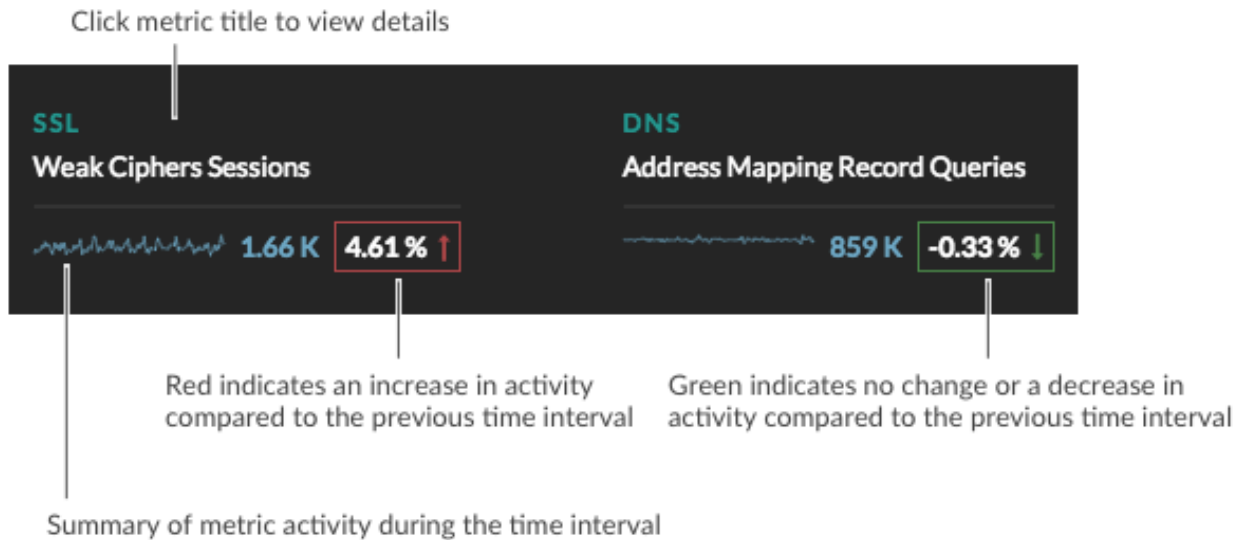 Click metric title to view details
SSL
DNS
Weak Ciphers Sessions
Address Mapping Record Queries
1.66 K
4.61 % ↑
859 K
-0.33 % ↓
Red indicates an increase in activity
compared to the previous time interval
Green indicates no change or a decrease in
activity compared to the previous time interval
Summary of metric activity during the time interval